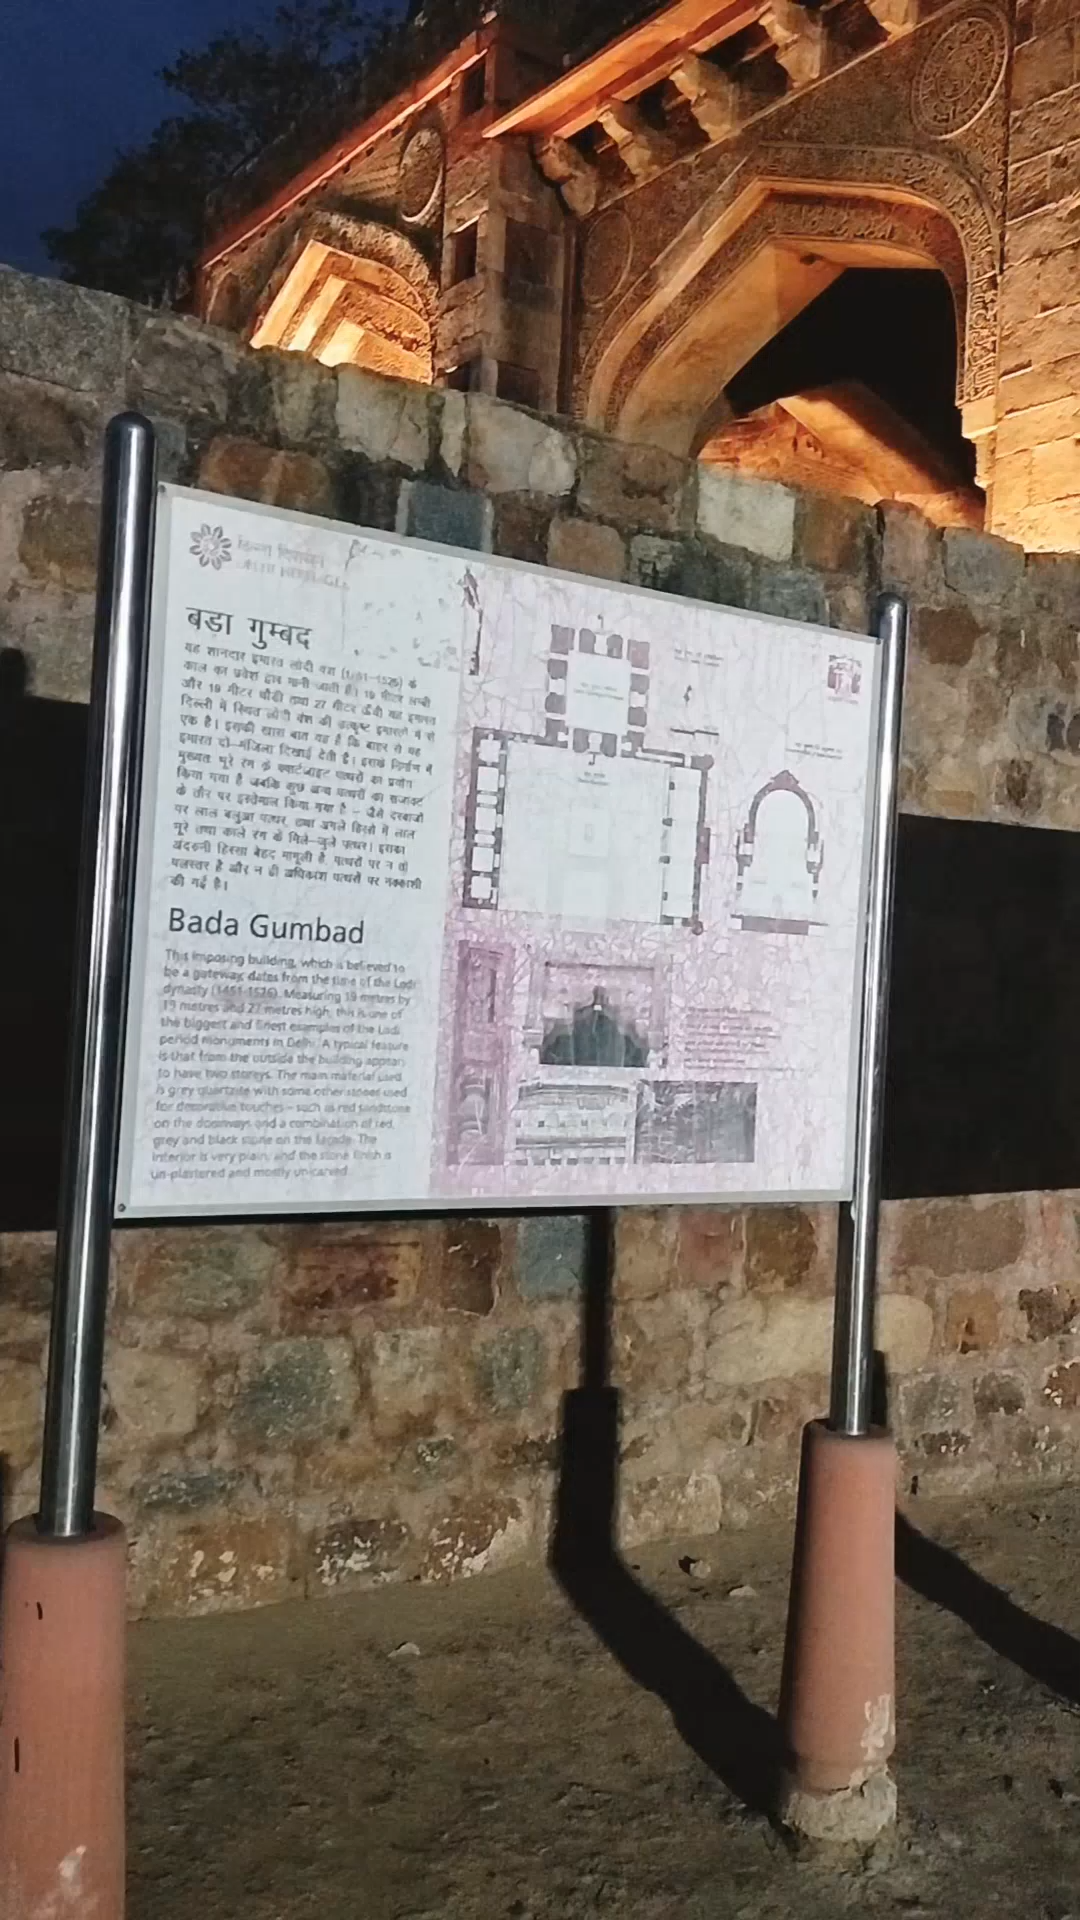 दिल्ली विरासत
DELHI HERITAGE
बडा गुम्बद
यह शानदार इमारत लोदी वंश (1451-1526) के
काल का प्रवेश द्वार मानी जाती है। 19 मीटर लम्बी
और 19 मीटर चौडी तथा 27 मीटर ऊँची यह इमारत
दिल्ली में स्थित लोदी वंश की उत्कृष्ट इमारतों में से
एक है। इसकी खास बात यह है कि बाहर से यह
इमारत दो-मंजिला दिखाई देती है। इसके निर्माण में
मुख्यतः भूरे रंग के क्वार्टजाइट पत्थरों का प्रयोग
किया गया है जबकि कुछ अन्य पत्थरों का सजावट
के तौर पर इस्तेमाल किया गया है - जैसे दरवाजों
पर लाल बलुआ पत्थर, तथा अगले हिस्से में लाल
भूरे तथा काले रंग के मिले-जुले पत्थर। इसका
अंदरुनी हिस्सा बेहद मामूली है, पत्थरों पर न तो
पलस्तर है और न ही अधिकांश पत्थरों पर नक्काशी
की गई है।
Bada Gumbad
This imposing building, which is believed to
be a gateway, dates from the time of the Lodi
dynasty (1451-1526). Measuring 19 metres by
19 metres and 27 metres high, this is one of
the biggest and finest examples of the Lodi
period monuments in Delhi. A typical feature
is that from the outside the building appears
to have two storeys. The main material used
is grey quartzite with some other stones used
for decorative touches – such as red sandstone
on the doorways and a combination of red,
grey and black stone on the façade. The
interior is very plain, and the stone finish is
un-plastered and mostly uncarved.